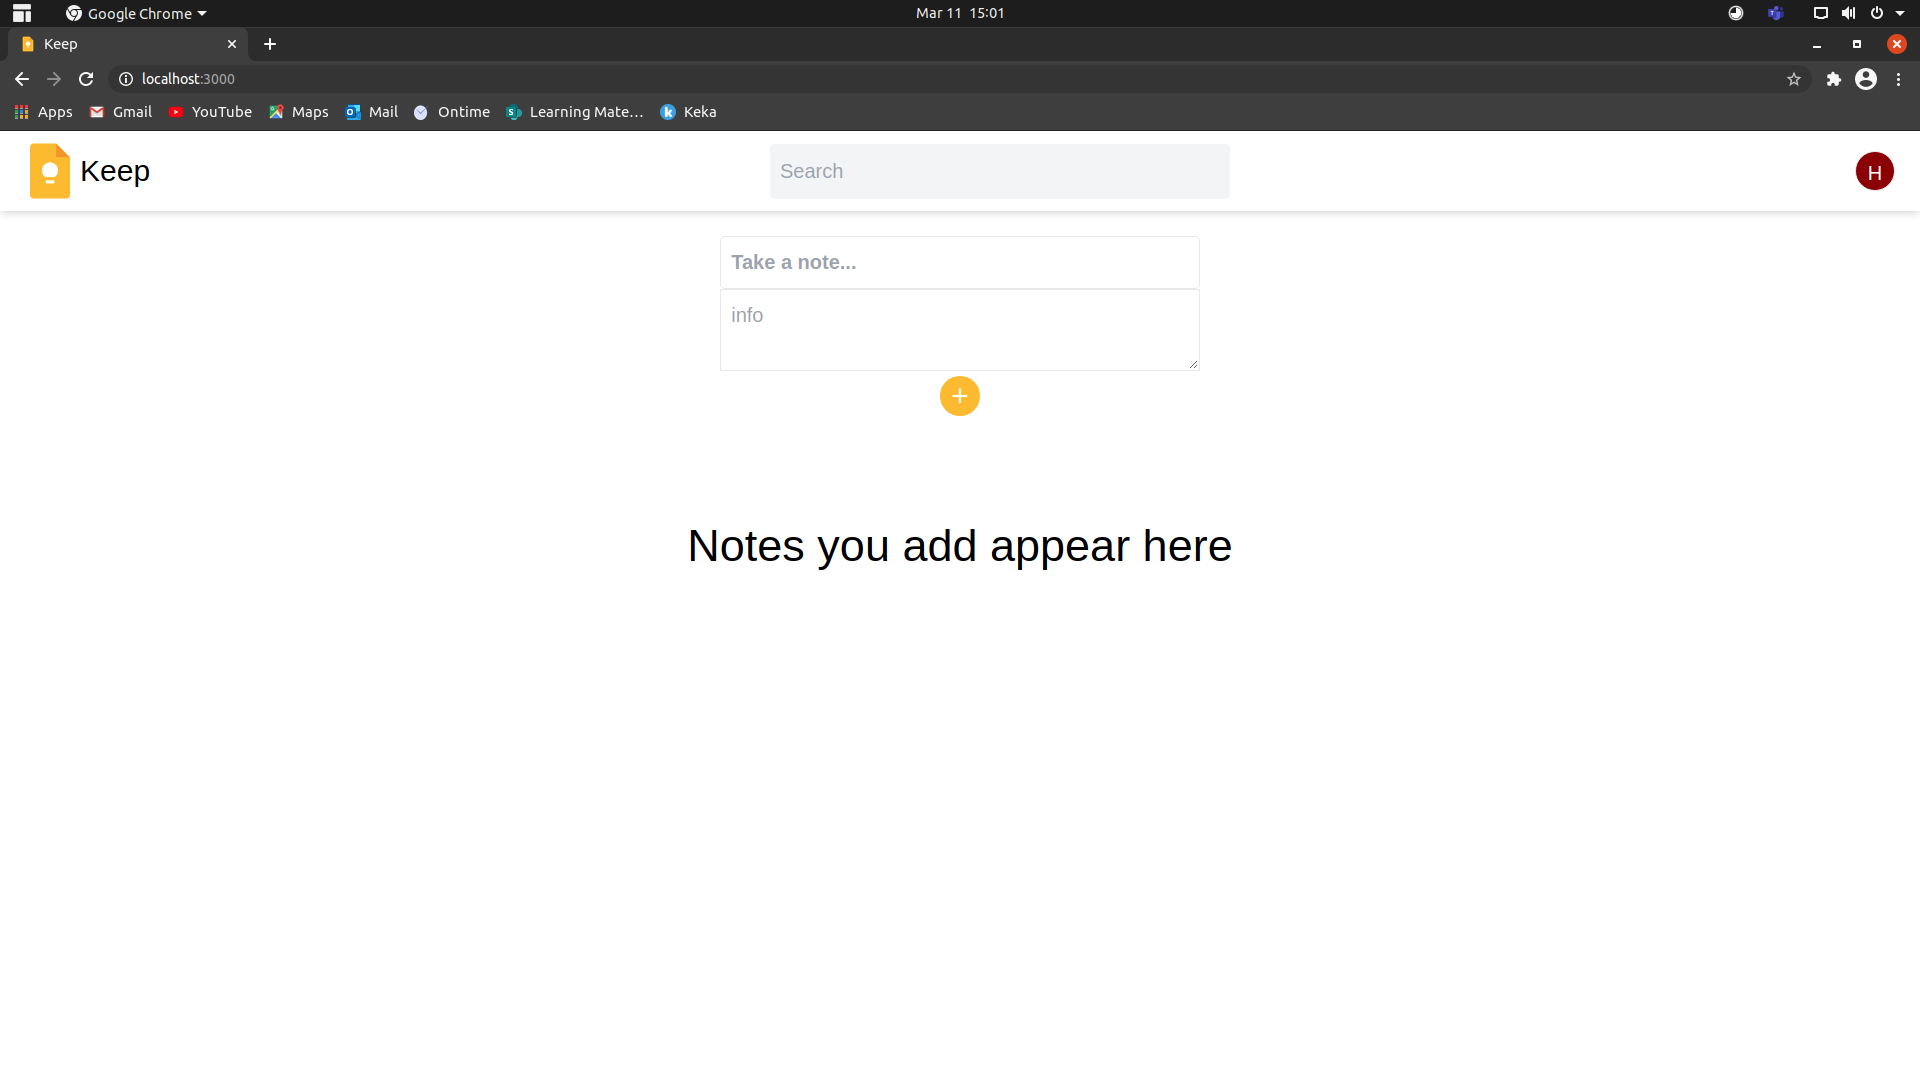 Google Chrome Mar 11 15:01
Keep
localhost:3000
Apps Gmail YouTube Maps Mail Ontime Learning Mate... Keka
Keep Search H
Take a note...
info
+
Notes you add appear here